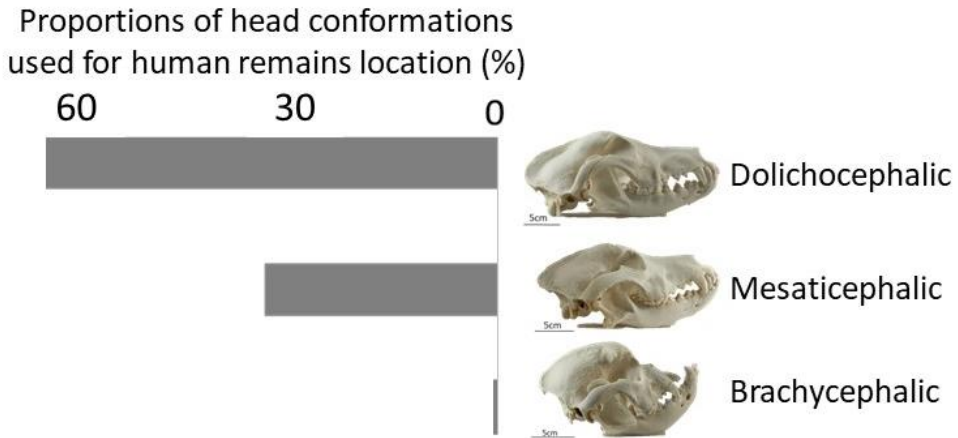 Proportions of head conformations
used for human remains location (%)
60 30 0
Dolichocephalic
5cm
Mesaticephalic
5cm
Brachycephalic
5cm